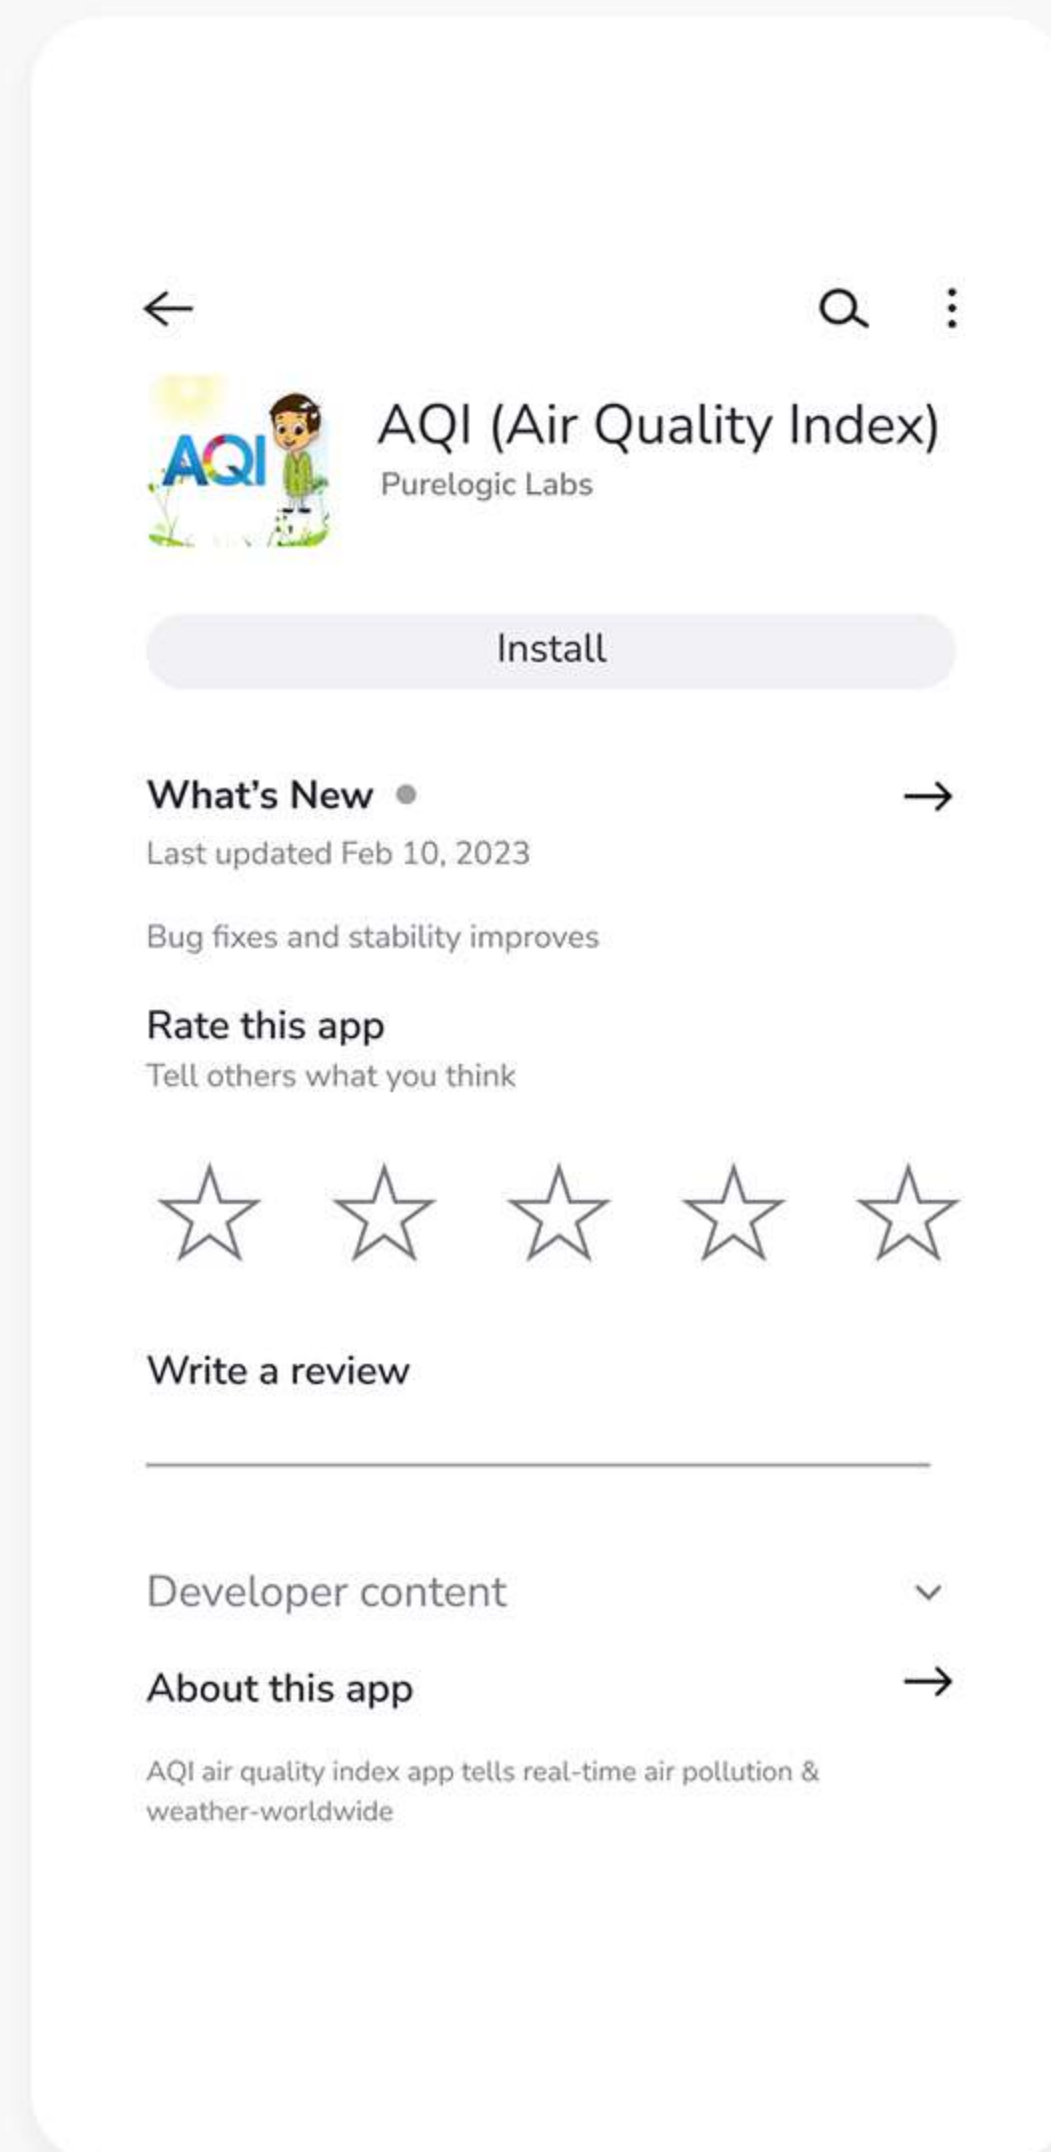 AQI (Air Quality Index)
AQI
Purelogic Labs
Install
What’s New
Last updated Feb 10, 2023
Bug fixes and stability improves
Rate this app
Tell others what you think
Write a review
Developer content
About this app
AQI air quality index app tells real-time air pollution &
weather-worldwide